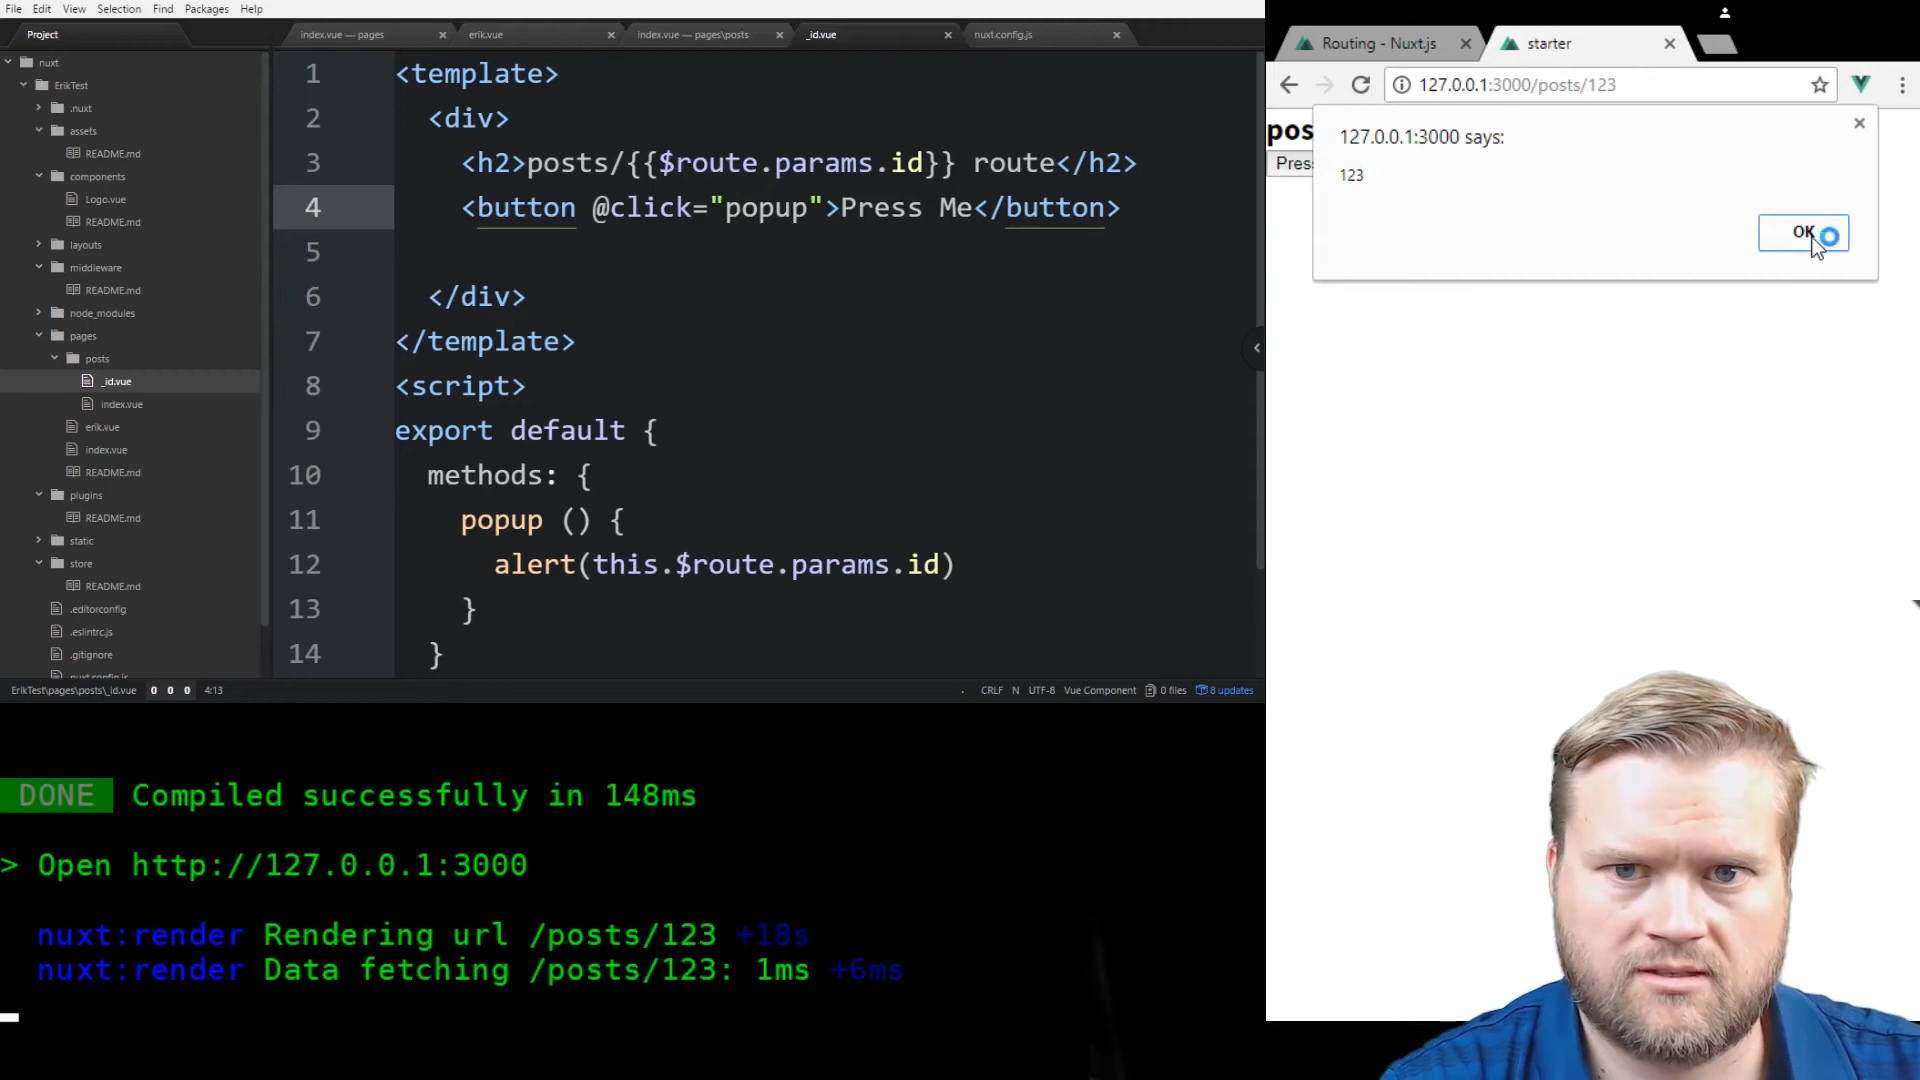 File Edit View Selection Find Packages Help
Project
index.vue — pages
erik.vue
index.vue — pages\posts
_id.vue
nuxt.config.js
nuxt
ErikTest
.nuxt
assets
README.md
components
Logo.vue
README.md
layouts
middleware
README.md
node_modules
pages
posts
_id.vue
index.vue
erik.vue
index.vue
README.md
plugins
README.md
static
store
README.md
.editorconfig
.eslintrc.js
.gitignore
nuxt.config.js
1 <template>
2 <div>
3 <h2>posts/{{$route.params.id}} route</h2>
4 <button @click="popup">Press Me</button>
5
6 </div>
7 </template>
8 <script>
9 export default {
10 methods: {
11 popup () {
12 alert(this.$route.params.id)
13 }
14 }
ErikTest\pages\posts\_id.vue 0 0 0 4:13
CRLF N UTF-8 Vue Component 0 files 8 updates
DONE Compiled successfully in 148ms
> Open http://127.0.0.1:3000
nuxt:render Rendering url /posts/123 +18s
nuxt:render Data fetching /posts/123: 1ms +6ms
Routing - Nuxt.js
starter
127.0.0.1:3000/posts/123
pos
Press
127.0.0.1:3000 says:
123
OK